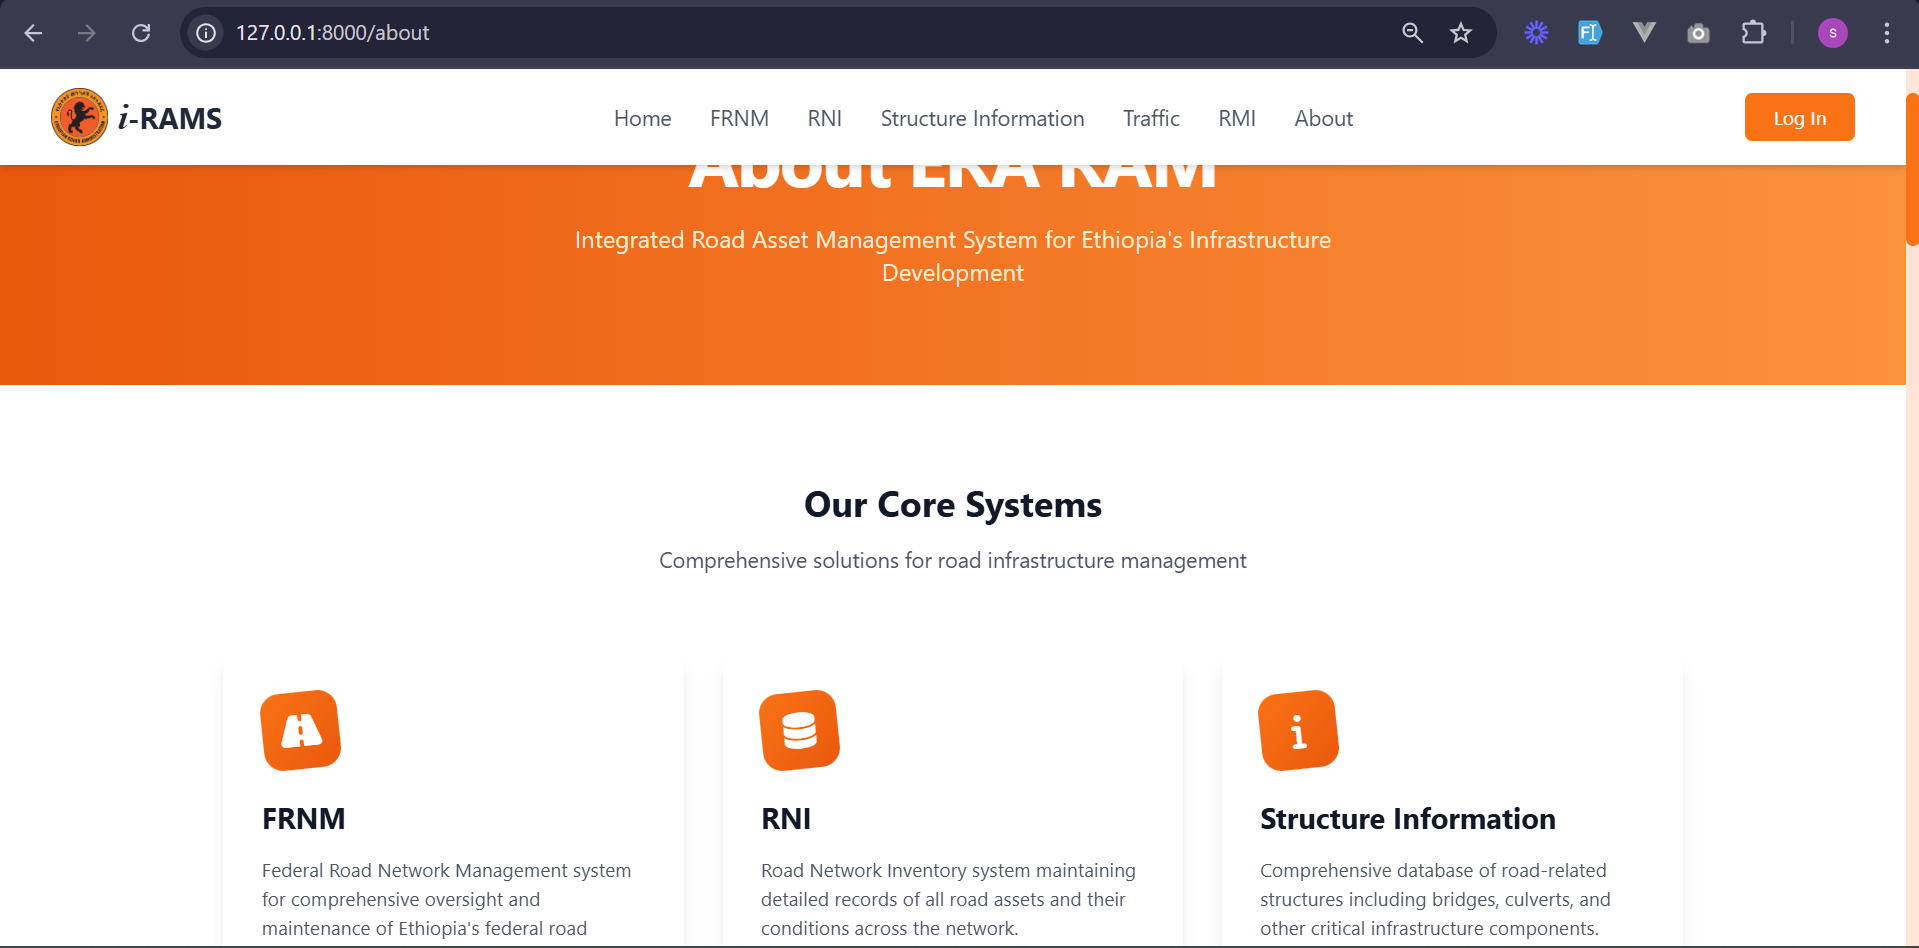 127.0.0.1:8000/about
s
i-RAMS
Home FRNM RNI Structure Information Traffic RMI About
Log In
About ERA RAM
Integrated Road Asset Management System for Ethiopia's Infrastructure
Development
Our Core Systems
Comprehensive solutions for road infrastructure management
FRNM
Federal Road Network Management system
for comprehensive oversight and
maintenance of Ethiopia's federal road
RNI
Road Network Inventory system maintaining
detailed records of all road assets and their
conditions across the network.
Structure Information
Comprehensive database of road-related
structures including bridges, culverts, and
other critical infrastructure components.